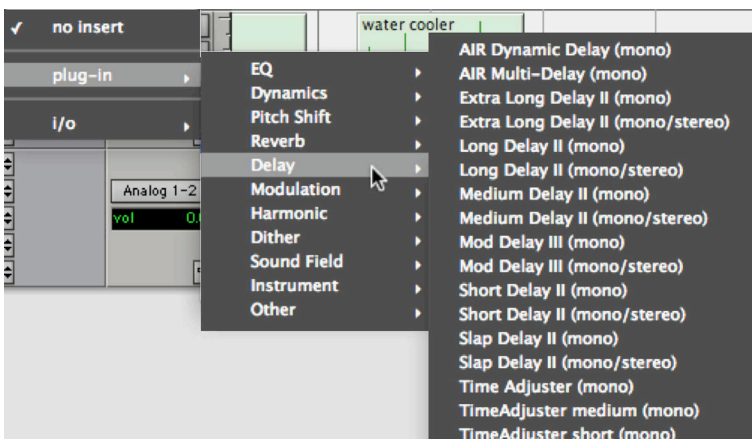 ✓ no insert
plug-in
i/o
water cooler
EQ
Dynamics
Pitch Shift
Reverb
Delay
Modulation
Harmonic
Dither
Sound Field
Instrument
Other
AIR Dynamic Delay (mono)
AIR Multi-Delay (mono)
Extra Long Delay II (mono)
Extra Long Delay II (mono/stereo)
Long Delay II (mono)
Long Delay II (mono/stereo)
Medium Delay II (mono)
Medium Delay II (mono/stereo)
Mod Delay III (mono)
Mod Delay III (mono/stereo)
Short Delay II (mono)
Short Delay II (mono/stereo)
Slap Delay II (mono)
Slap Delay II (mono/stereo)
Time Adjuster (mono)
TimeAdjuster medium (mono)
TimeAdjuster short (mono)
Analog 1-2
vol